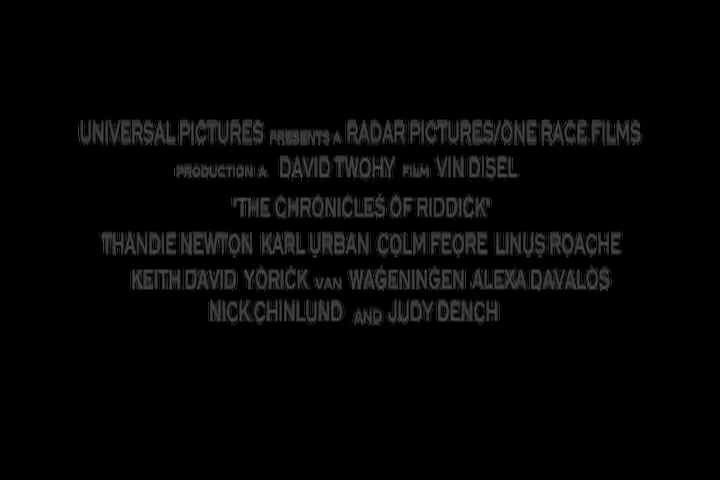 UNIVERSAL PICTURES PRESENTS A RADAR PICTURES/ONE RACE FILMS
PRODUCTION A DAVID TWOHY FILM VIN DISEL
"THE CHRONICLES OF RIDDICK"
THANDIE NEWTON KARL URBAN COLM FEORE LINUS ROACHE
KEITH DAVID YORICK VAN WAGENINGEN ALEXA DAVALOS
NICK CHINLUND AND JUDY DENCH